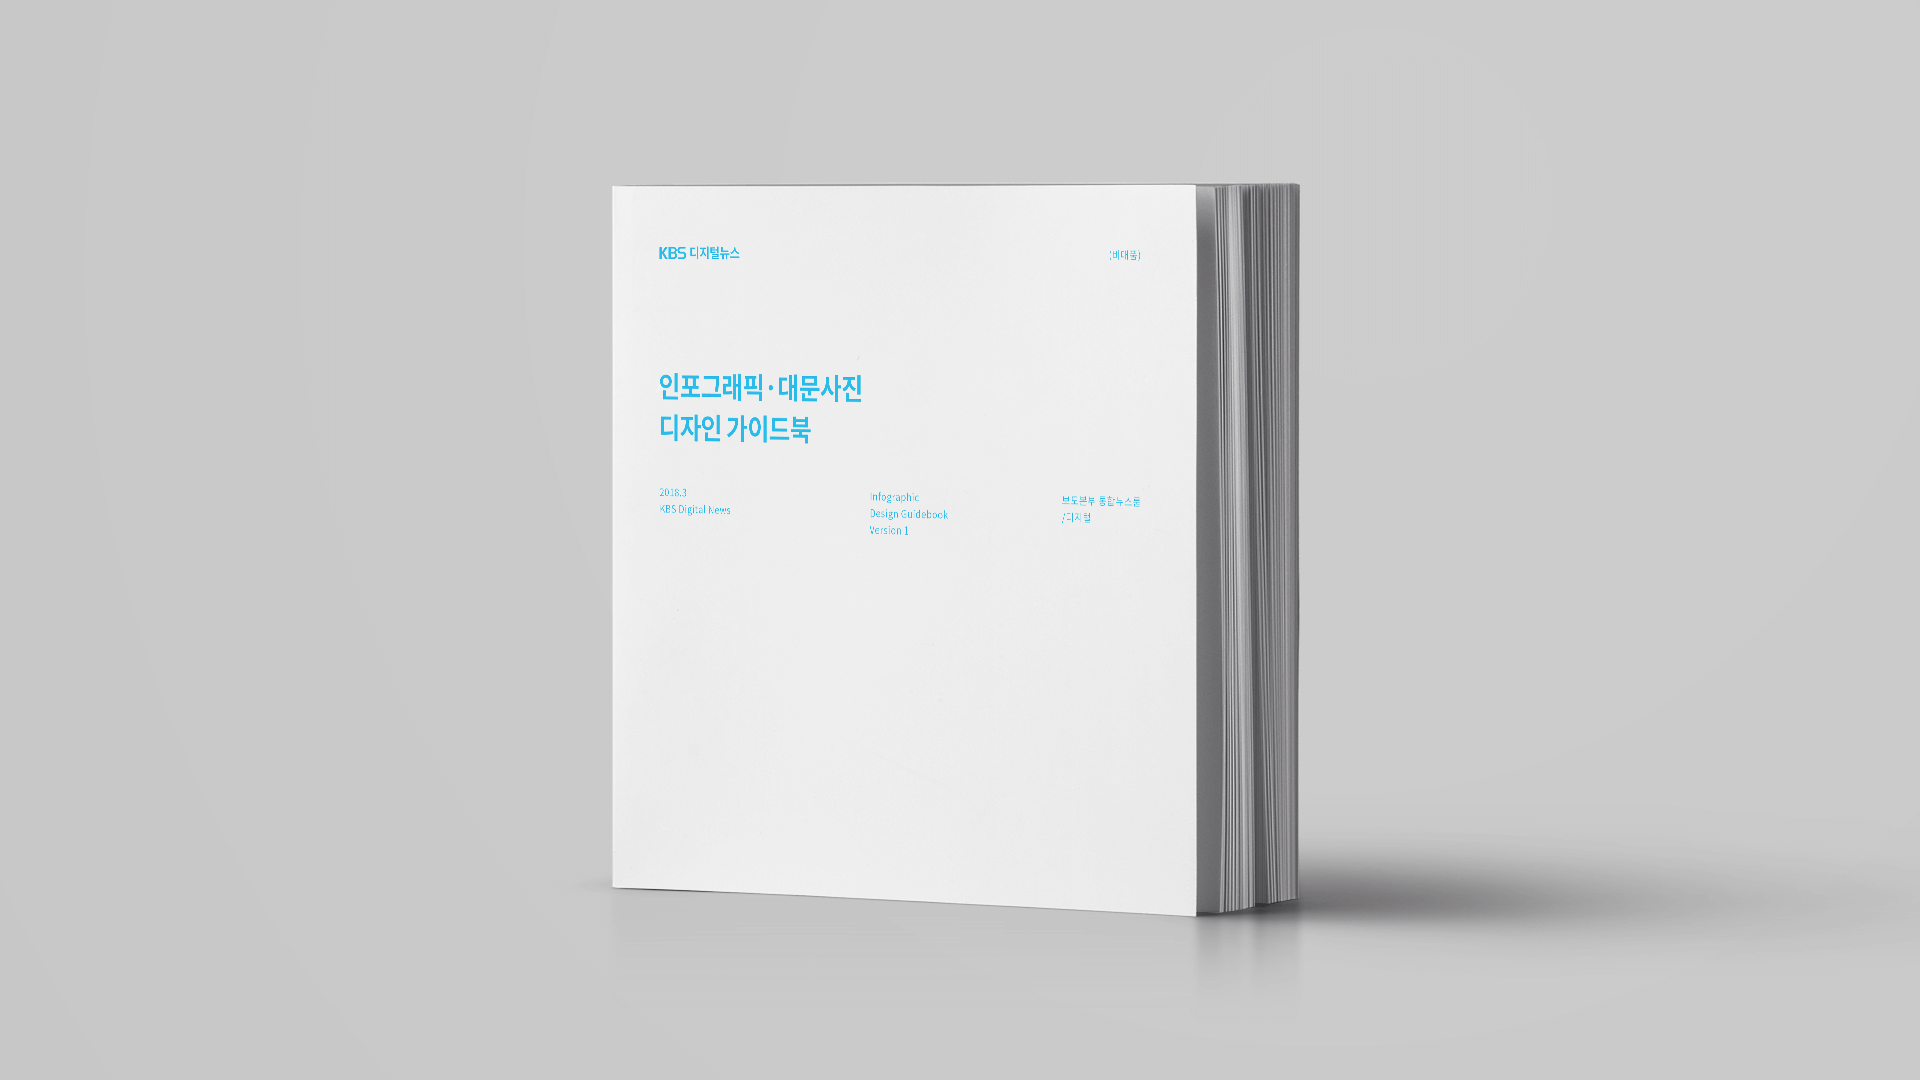 KBS 디지털뉴스
(비매품)
인포그래픽·대문사진
디자인 가이드북
2018.3
KBS Digital News
Infographic
Design Guidebook
Version 1
보도본부 통합뉴스룸
/디지털